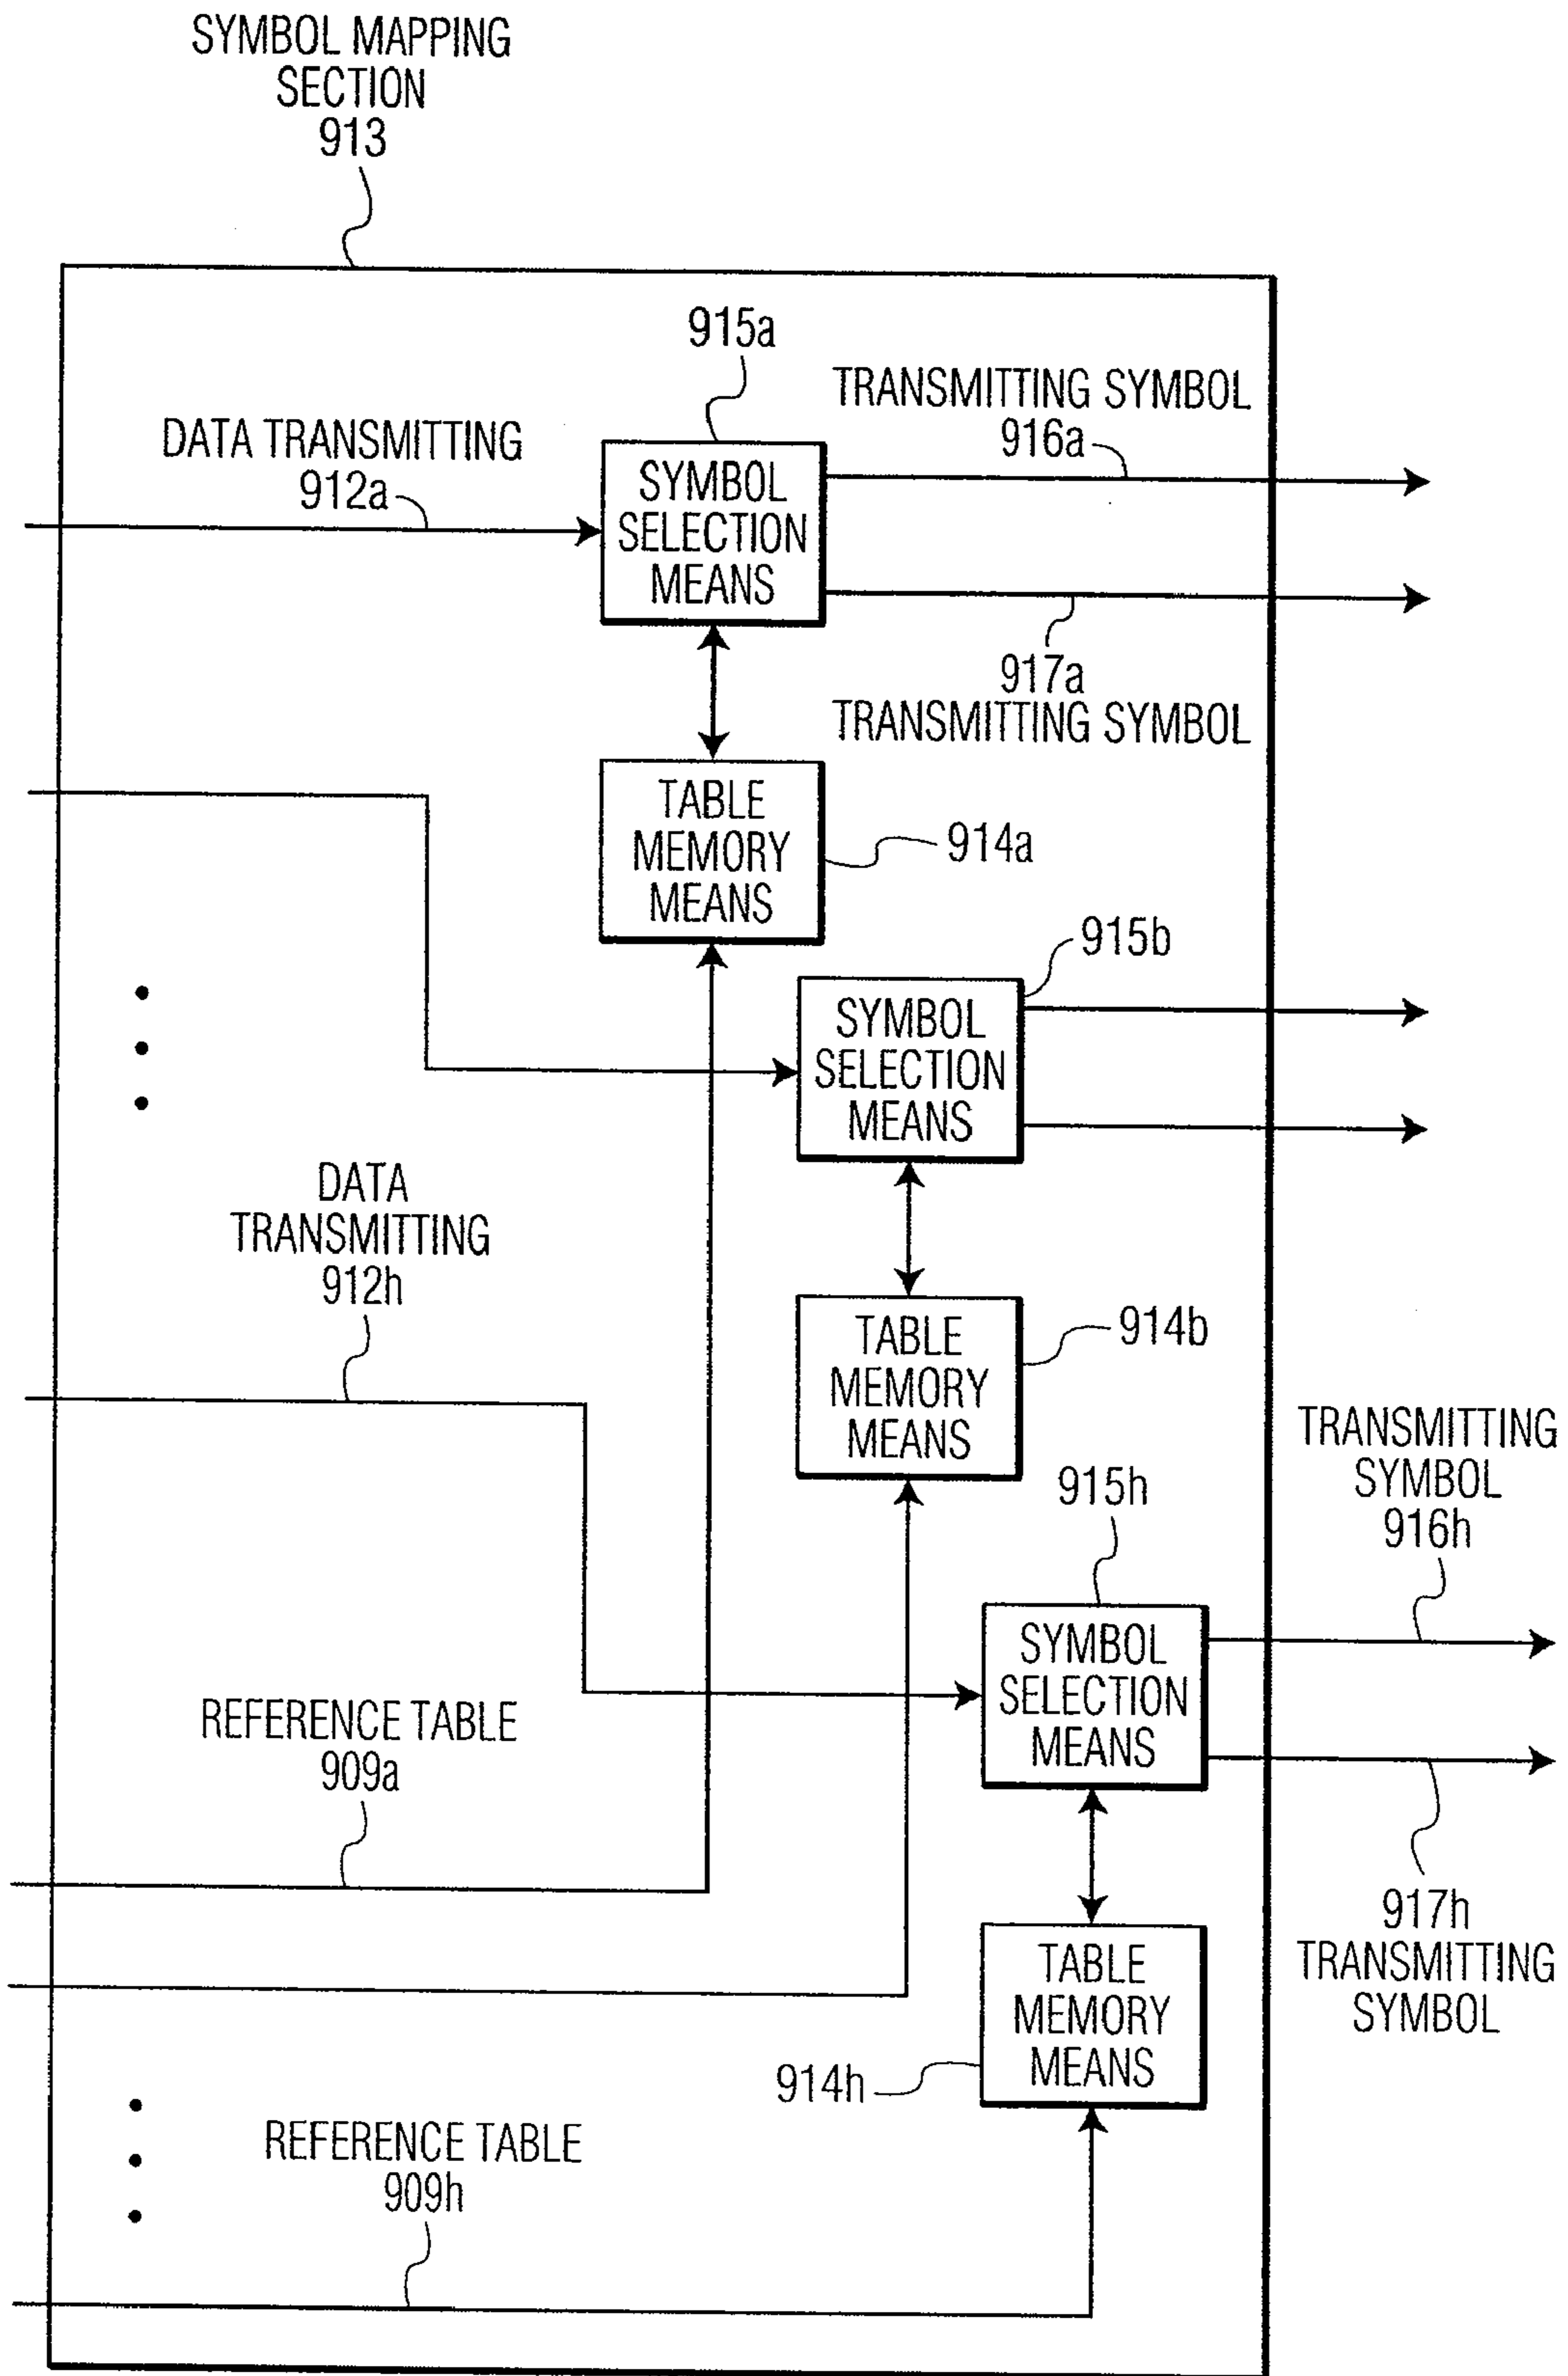 SYMBOL MAPPING
SECTION
913
915a
TRANSMITTING SYMBOL
916a
DATA TRANSMITTING
912a
SYMBOL
SELECTION
MEANS
917a
TRANSMITTING SYMBOL
TABLE
MEMORY
MEANS
914a
915b
SYMBOL
SELECTION
MEANS
DATA
TRANSMITTING
912h
TABLE
MEMORY
MEANS
914b
TRANSMITTING
SYMBOL
916h
915h
SYMBOL
SELECTION
MEANS
REFERENCE TABLE
909a
917h
TRANSMITTING
SYMBOL
TABLE
MEMORY
MEANS
914h
REFERENCE TABLE
909h